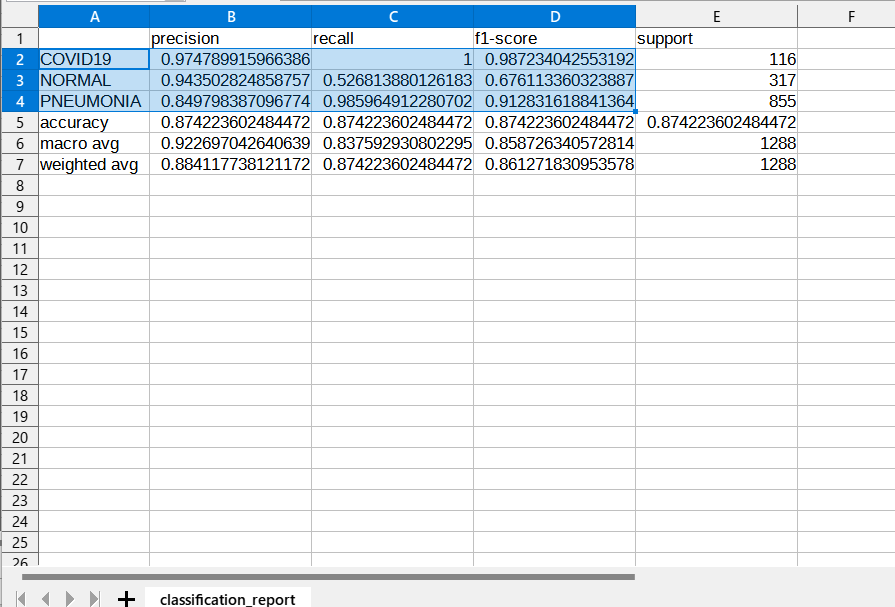 A B C D E F
1 precision recall f1-score support
2 COVID19 0.974789915966386 1 0.987234042553192 116
3 NORMAL 0.943502824858757 0.526813880126183 0.676113360323887 317
4 PNEUMONIA 0.849798387096774 0.985964912280702 0.912831618841364 855
5 accuracy 0.874223602484472 0.874223602484472 0.874223602484472 0.874223602484472
6 macro avg 0.922697042640639 0.837592930802295 0.858726340572814 1288
7 weighted avg 0.884117738121172 0.874223602484472 0.861271830953578 1288
8
9
10
11
12
13
14
15
16
17
18
19
20
21
22
23
24
25
26
classification_report